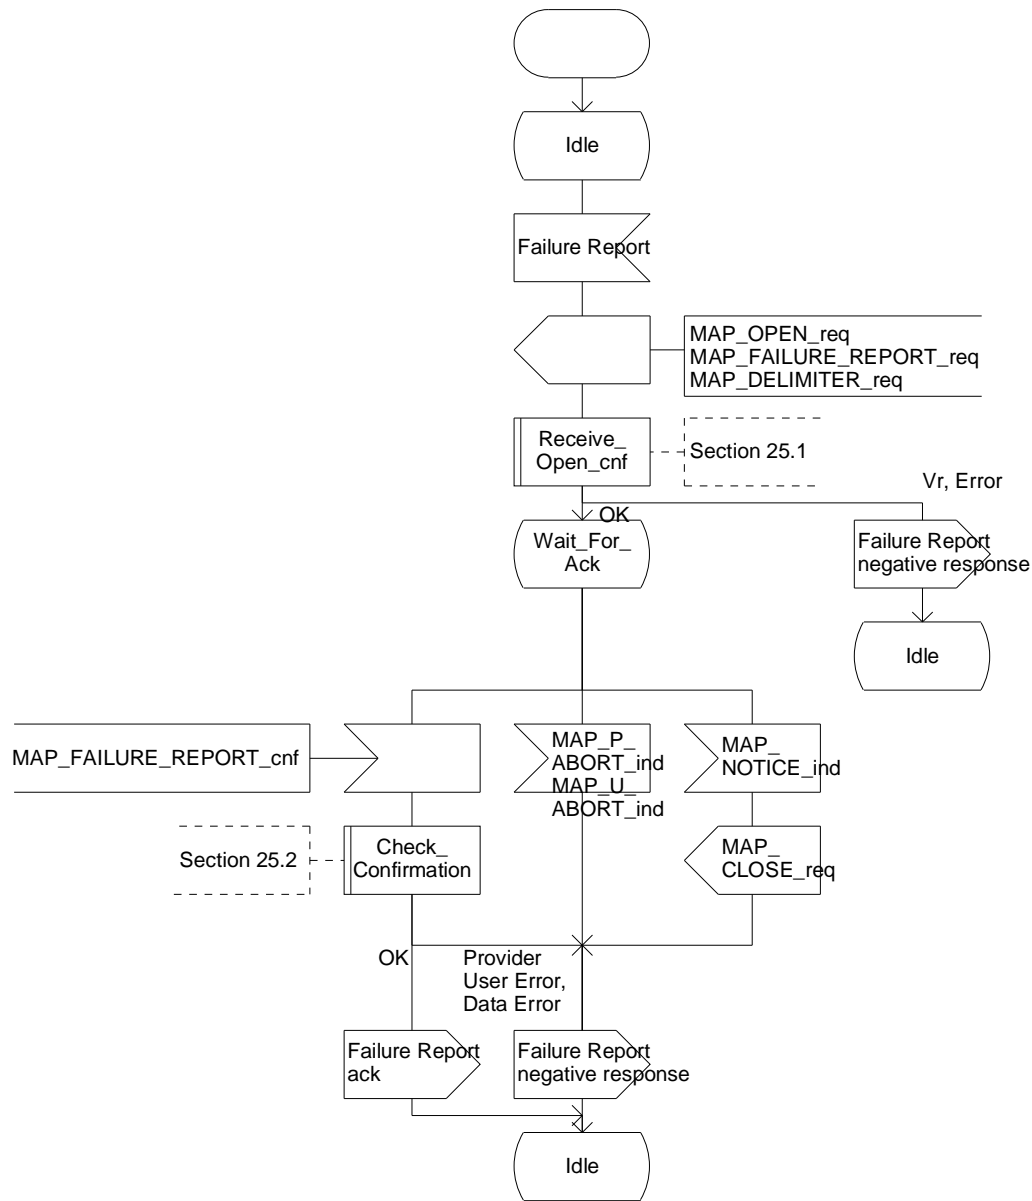 Idle
Failure Report
MAP_OPEN_req
MAP_FAILURE_REPORT_req
MAP_DELIMITER_req
Receive_
Open_cnf
Section 25.1
Vr, Error
OK
Wait_For_
Ack
Failure Report
negative response
Idle
MAP_FAILURE_REPORT_cnf
MAP_P_
ABORT_ind
MAP_U_
ABORT_ind
MAP_
NOTICE_ind
Section 25.2
Check_
Confirmation
MAP_
CLOSE_req
OK
Provider
User Error,
Data Error
Failure Report
ack
Failure Report
negative response
Idle